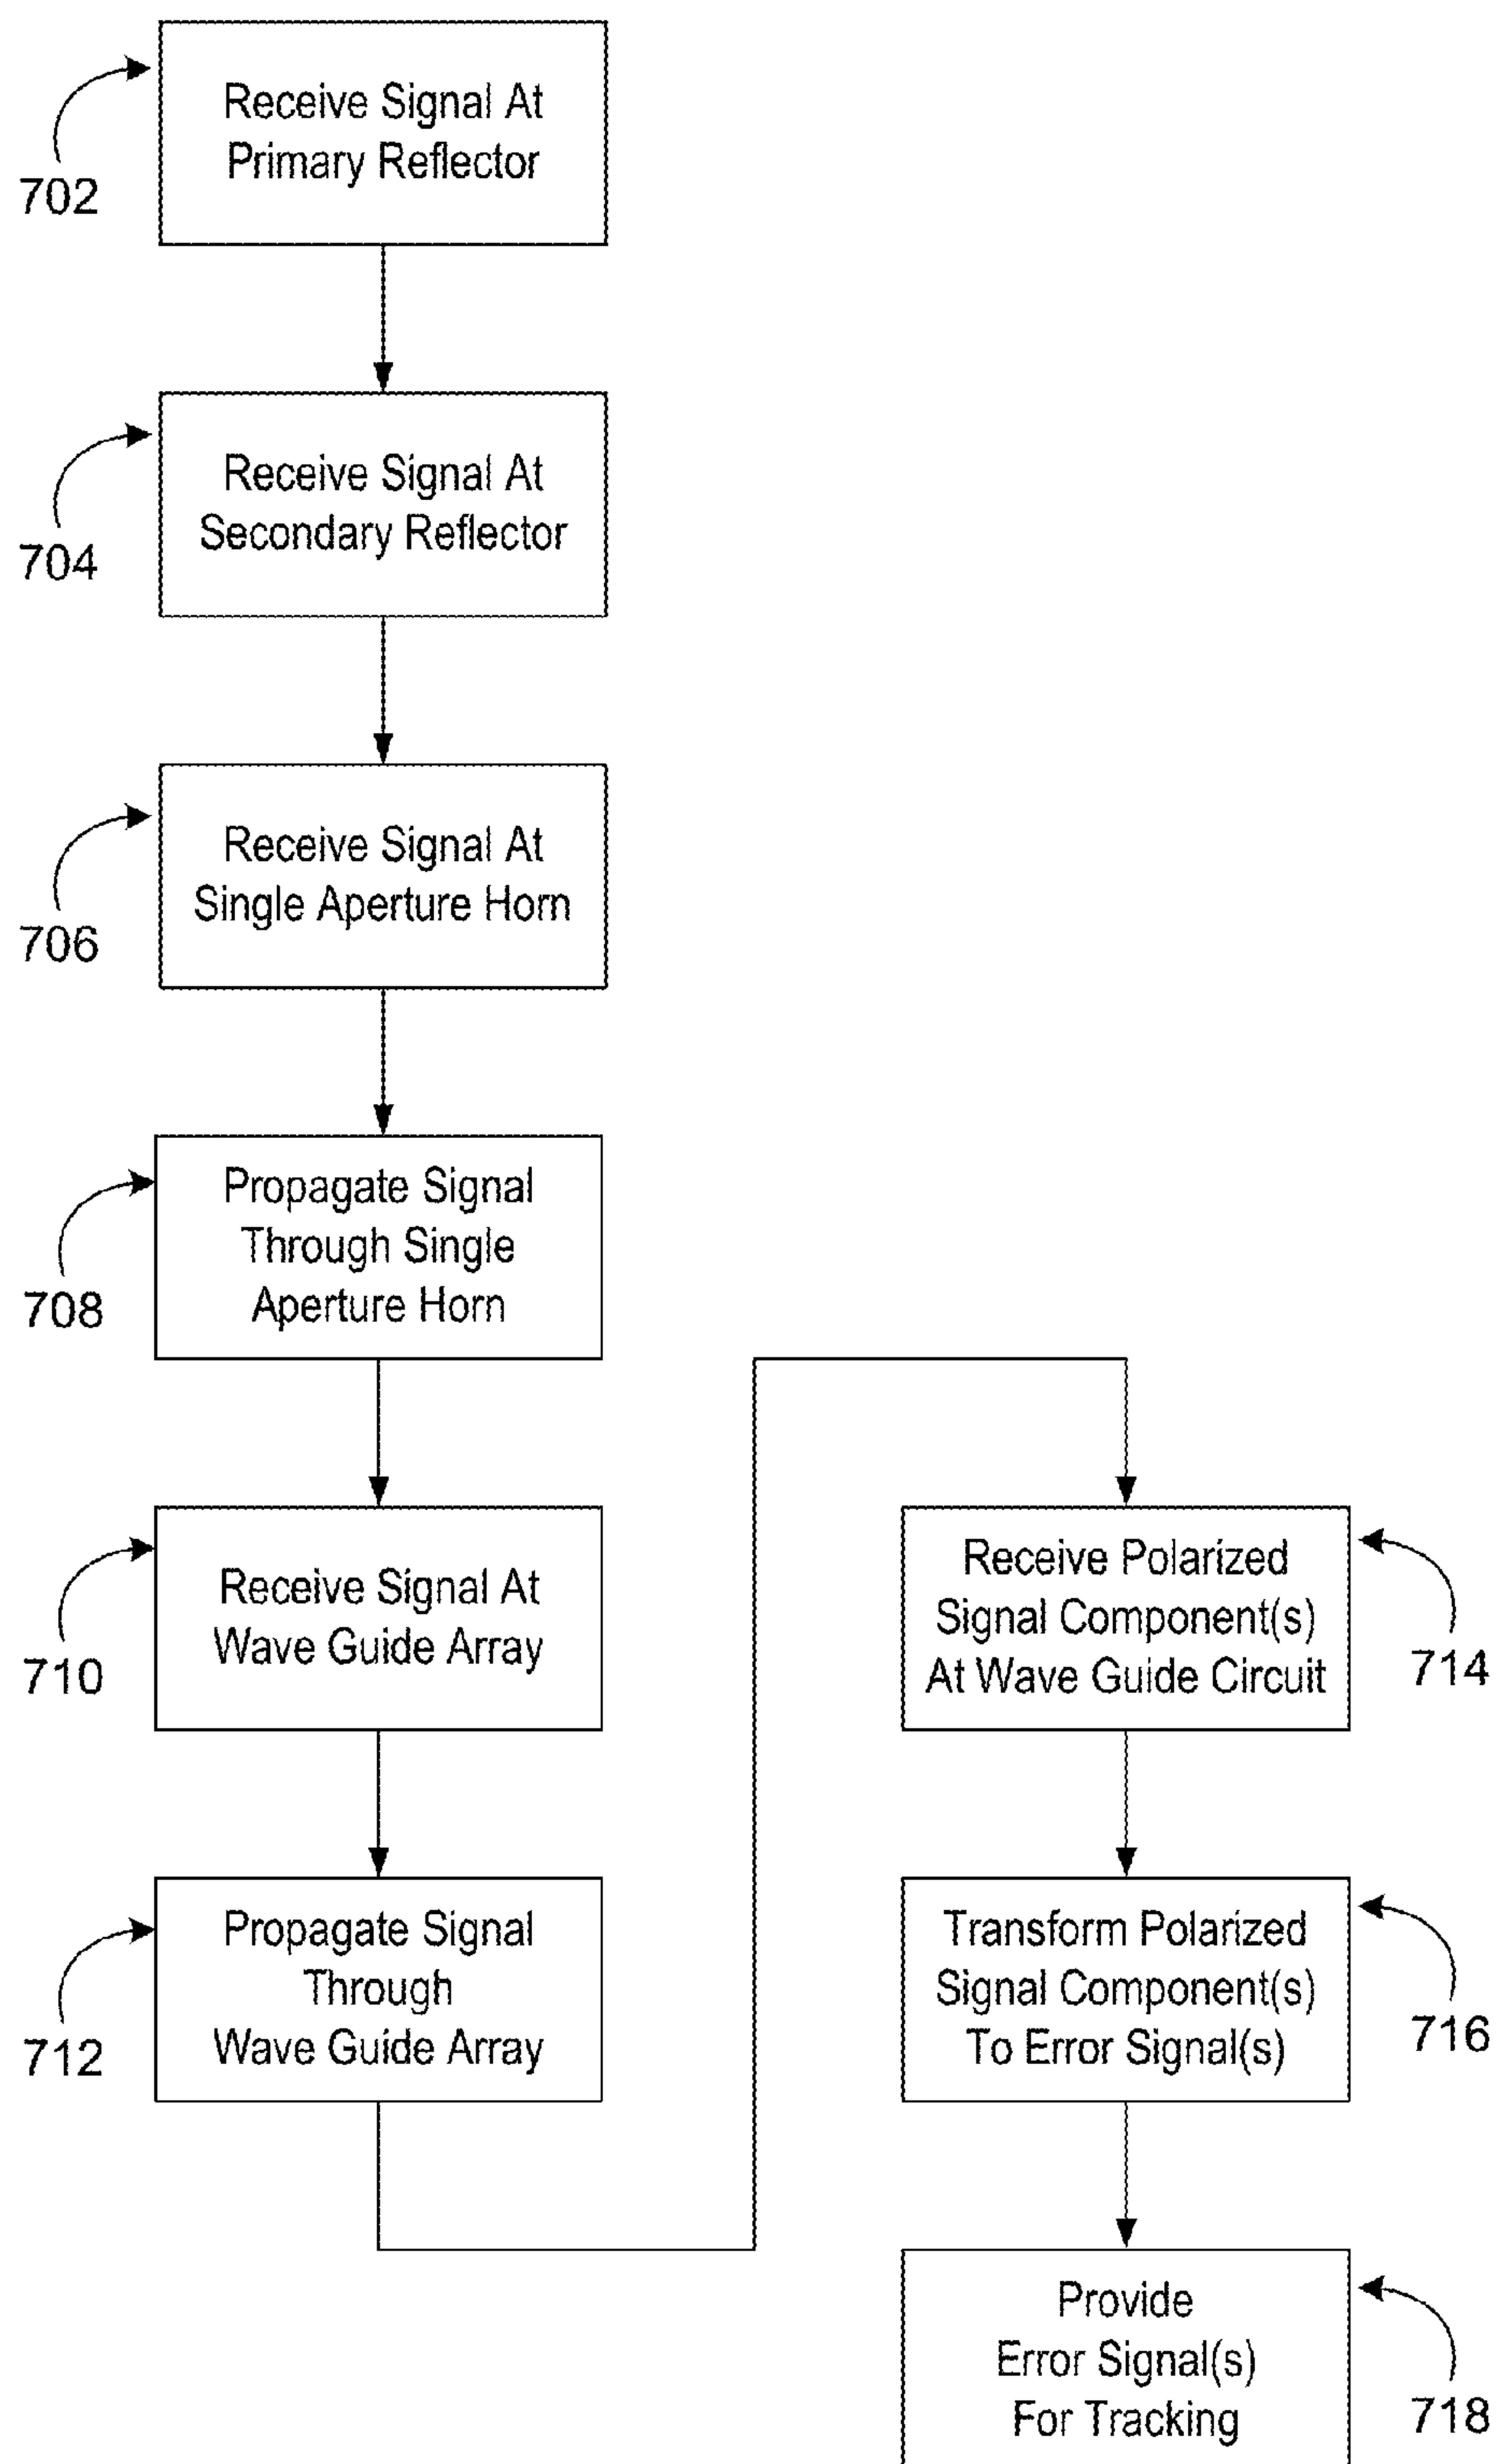 Receive Signal At
Primary Reflector
702
Receive Signal At
Secondary Reflector
704
Receive Signal At
Single Aperture Horn
706
Propagate Signal
Through Single
Aperture Horn
708
Receive Signal At
Wave Guide Array
710
Propagate Signal
Through
Wave Guide Array
712
Receive Polarized
Signal Component(s)
At Wave Guide Circuit
714
Transform Polarized
Signal Component(s)
To Error Signal(s)
716
Provide
Error Signal(s)
For Tracking
718